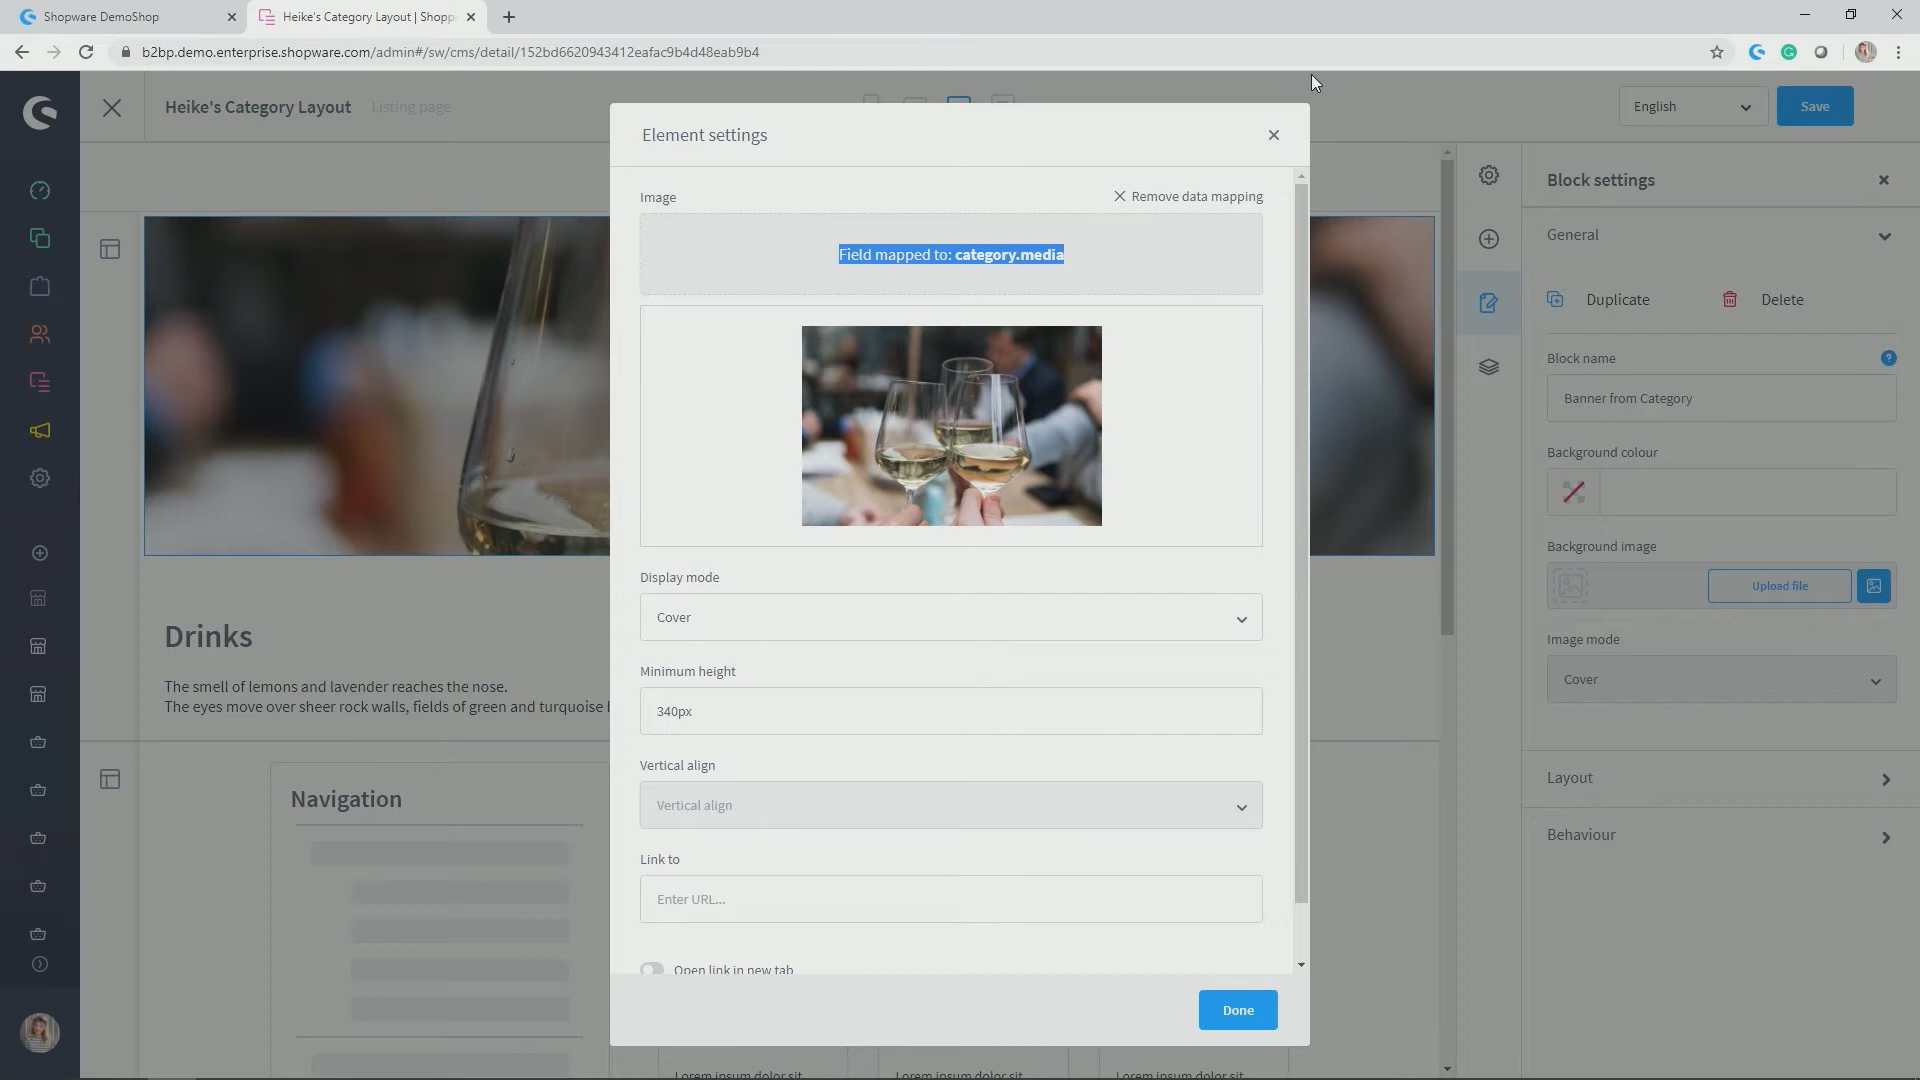 Shopware DemoShop
Heike's Category Layout | Shopp
b2bp.demo.enterprise.shopware.com/admin#/sw/cms/detail/152bd6620943412eafac9b4d48eab9b4
Heike's Category Layout
Listing page
English
Save
Element settings
Image
Remove data mapping
Field mapped to: category.media
Display mode
Cover
Minimum height
340px
Vertical align
Vertical align
Link to
Enter URL...
Open link in new tab
Done
Drinks
The smell of lemons and lavender reaches the nose.
The eyes move over sheer rock walls, fields of green and turquoise
Navigation
Lorem ipsum dolor sit
Lorem ipsum dolor sit
Lorem ipsum dolor sit
Block settings
General
Duplicate
Delete
Block name
?
Banner from Category
Background colour
Background image
Upload file
Image mode
Cover
Layout
Behaviour